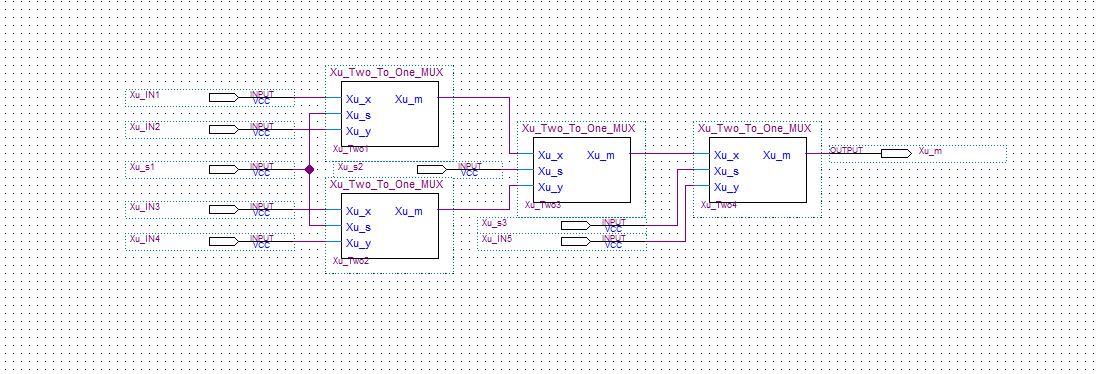 Xu_Two_To_One_MUX
Xu_IN1
INPUT
VCC
Xu_x
Xu_m
Xu_s
Xu_IN2
INPUT
VCC
Xu_y
Xu_Two1
Xu_s1
INPUT
VCC
Xu_s2
INPUT
VCC
Xu_Two_To_One_MUX
Xu_IN3
INPUT
VCC
Xu_x
Xu_m
Xu_s
Xu_IN4
INPUT
VCC
Xu_y
Xu_Two2
Xu_Two_To_One_MUX
Xu_x
Xu_m
Xu_s
Xu_y
Xu_Two3
Xu_s3
INPUT
VCC
Xu_IN5
INPUT
VCC
Xu_Two_To_One_MUX
Xu_x
Xu_m
Xu_s
Xu_y
Xu_Two4
OUTPUT
Xu_m